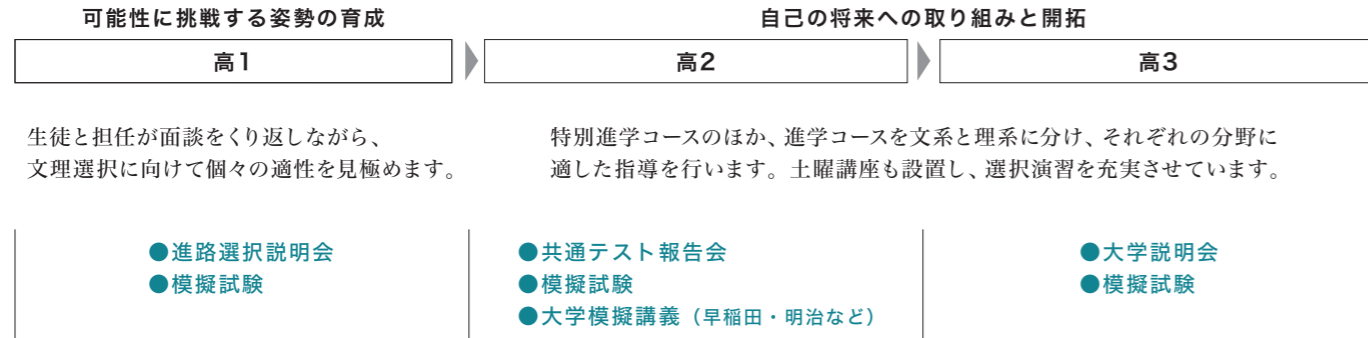 可能性に挑戦する姿勢の育成
自己の将来への取り組みと開拓
高1
高2
高3
生徒と担任が面談をくり返しながら、
文理選択に向けて個々の適性を見極めます。
特別進学コースのほか、進学コースを文系と理系に分け、それぞれの分野に
適した指導を行います。土曜講座も設置し、選択演習を充実させています。
●進路選択説明会
●模擬試験
●共通テスト報告会
●模擬試験
●大学模擬講義（早稲田・明治など）
●大学説明会
●模擬試験